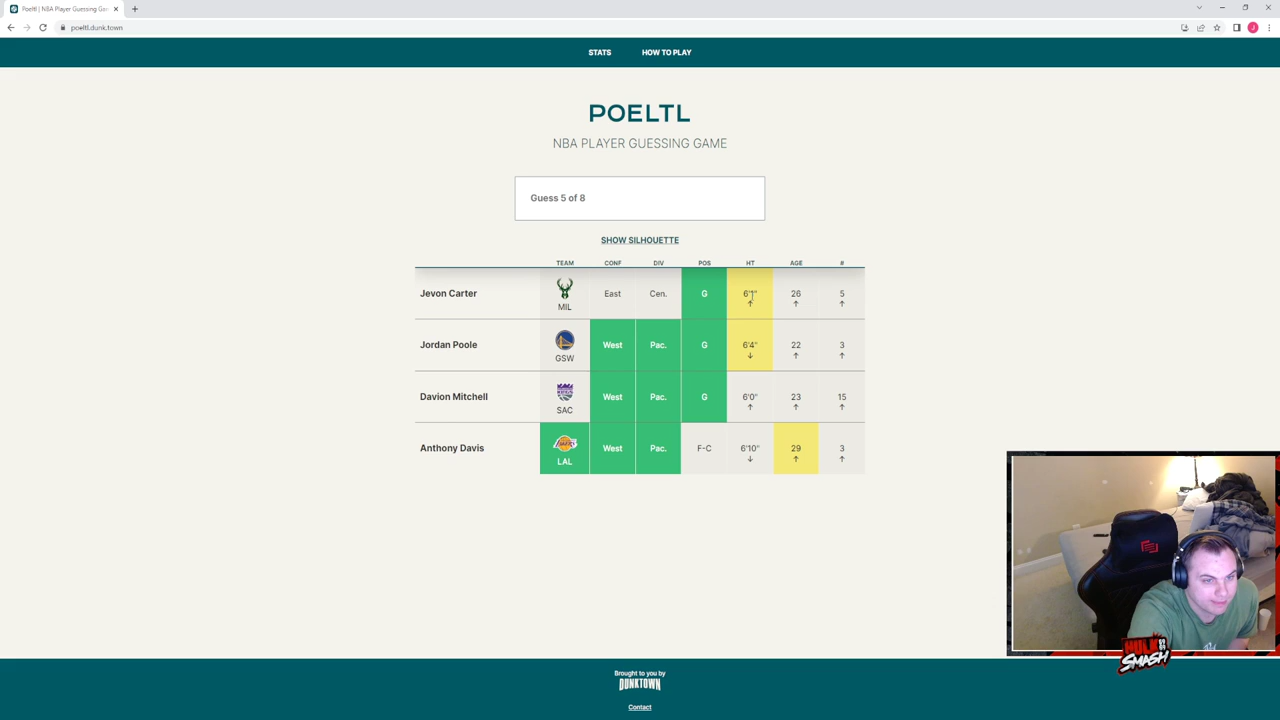 Poeltl | NBA Player Guessing Gam
poeltl.dunk.town
STATS HOW TO PLAY
POELTL
NBA PLAYER GUESSING GAME
Guess 5 of 8
SHOW SILHOUETTE
TEAM CONF DIV POS HT AGE #
Jevon Carter MIL East Cen. G 6'1" ↑ 26 ↑ 5 ↑
Jordan Poole GSW West Pac. G 6'4" ↓ 22 ↑ 3 ↑
Davion Mitchell SAC West Pac. G 6'0" ↑ 23 ↑ 15 ↑
Anthony Davis LAL West Pac. F-C 6'10" ↓ 29 ↑ 3 ↑
HULK
SMASH
Brought to you by
DUNKTOWN
Contact